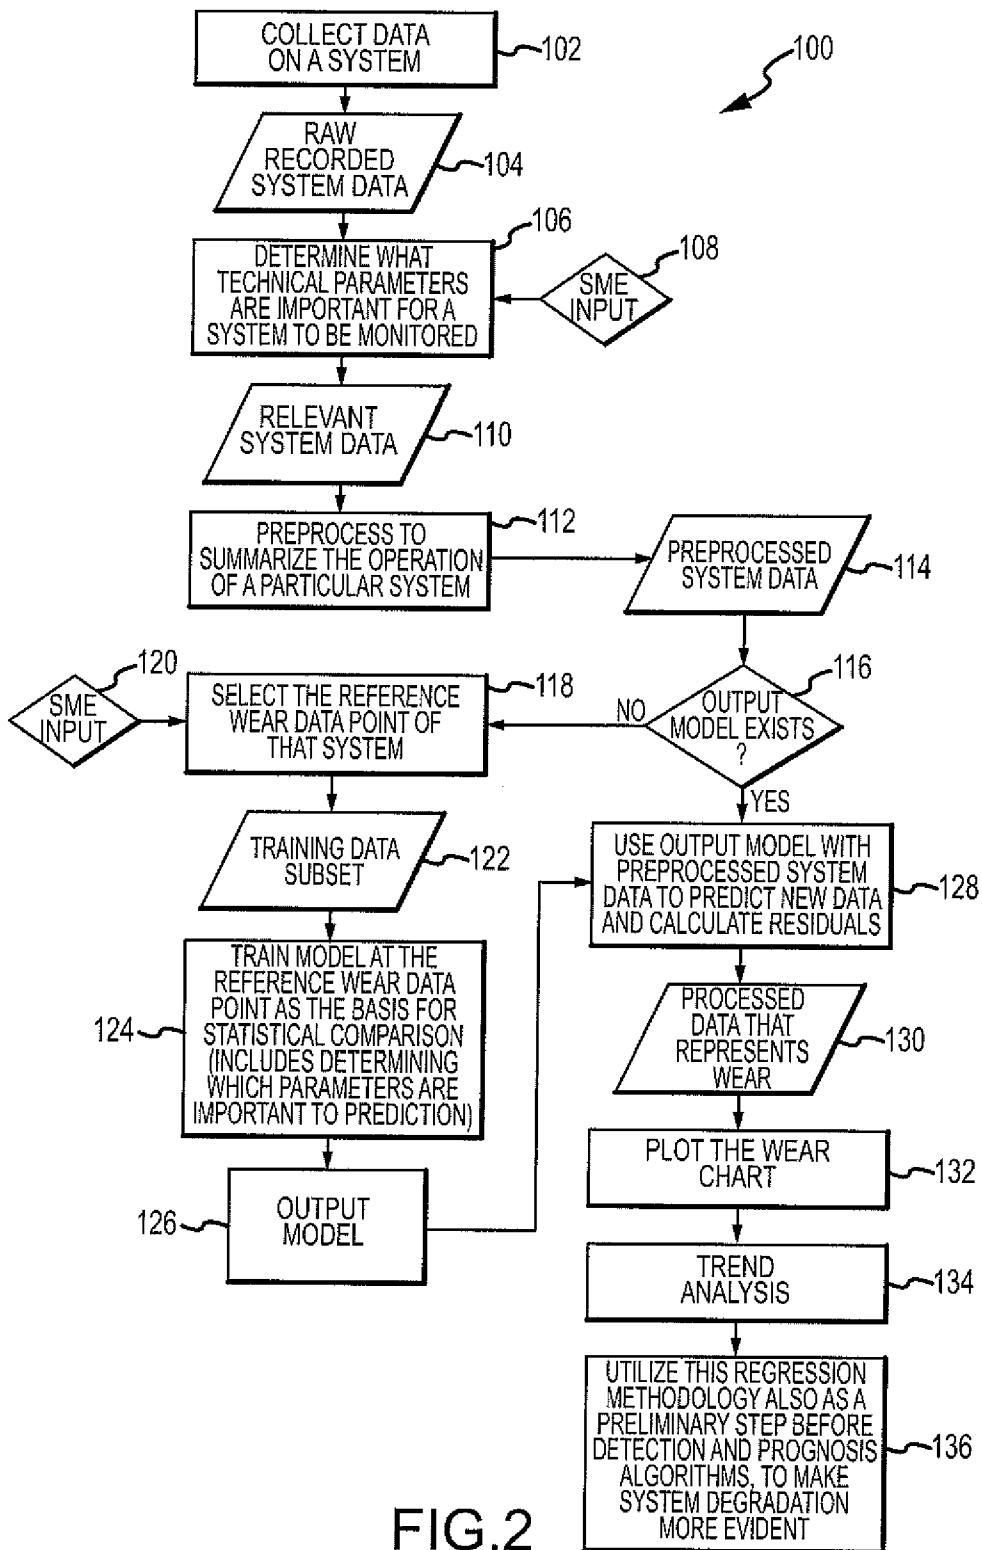 COLLECT DATA
ON A SYSTEM
102
100
RAW
RECORDED
SYSTEM DATA
104
106
DETERMINE WHAT
TECHNICAL PARAMETERS
ARE IMPORTANT FOR A
SYSTEM TO BE MONITORED
108
SME
INPUT
RELEVANT
SYSTEM DATA
110
PREPROCESS TO
SUMMARIZE THE OPERATION
OF A PARTICULAR SYSTEM
112
PREPROCESSED
SYSTEM DATA
114
120
SME
INPUT
SELECT THE REFERENCE
WEAR DATA POINT OF
THAT SYSTEM
118
NO
OUTPUT
MODEL EXISTS
?
116
YES
TRAINING DATA
SUBSET
122
USE OUTPUT MODEL WITH
PREPROCESSED SYSTEM
DATA TO PREDICT NEW DATA
AND CALCULATE RESIDUALS
128
124
TRAIN MODEL AT THE
REFERENCE WEAR DATA
POINT AS THE BASIS FOR
STATISTICAL COMPARISON
(INCLUDES DETERMINING
WHICH PARAMETERS ARE
IMPORTANT TO PREDICTION)
PROCESSED
DATA THAT
REPRESENTS
WEAR
130
126
OUTPUT
MODEL
PLOT THE WEAR
CHART
132
TREND
ANALYSIS
134
UTILIZE THIS REGRESSION
METHODOLOGY ALSO AS A
PRELIMINARY STEP BEFORE
DETECTION AND PROGNOSIS
ALGORITHMS, TO MAKE
SYSTEM DEGRADATION
MORE EVIDENT
136
FIG.2